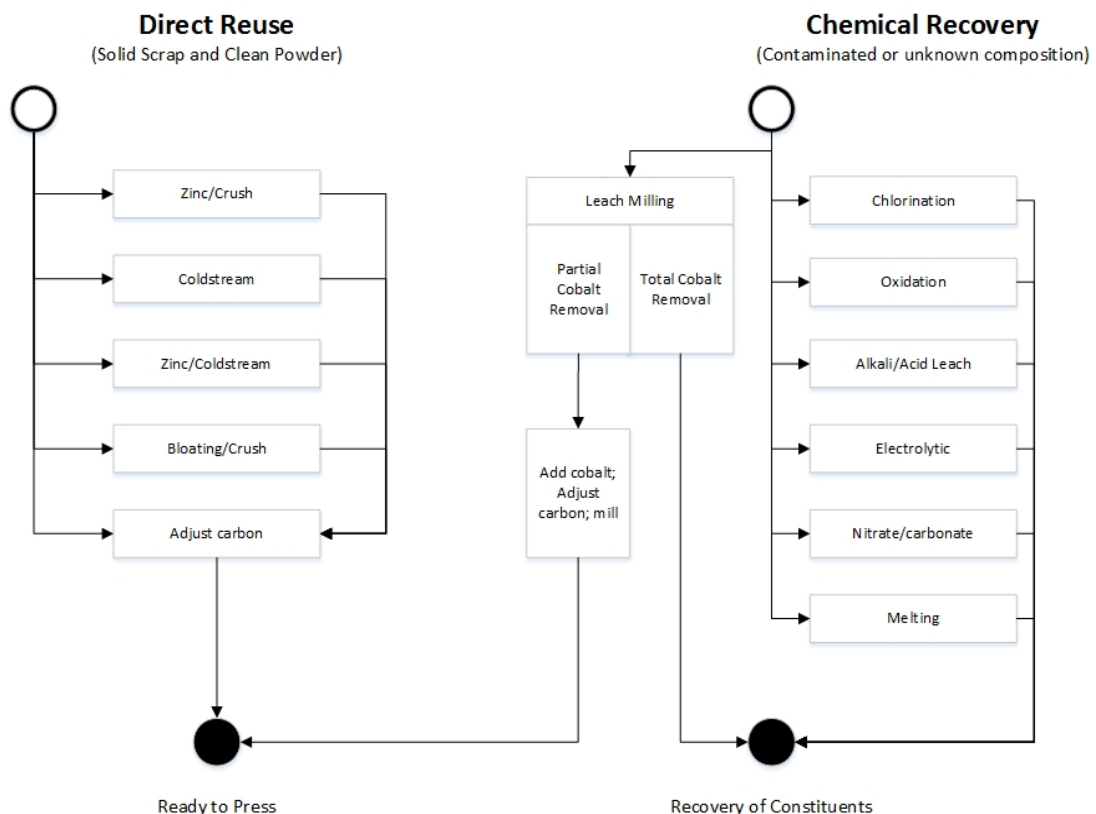 Direct Reuse
(Solid Scrap and Clean Powder)
Zinc/Crush
Coldstream
Zinc/Coldstream
Bloating/Crush
Adjust carbon
Ready to Press
Chemical Recovery
(Contaminated or unknown composition)
Leach Milling
Partial
Cobalt
Removal
Total Cobalt
Removal
Add cobalt;
Adjust
carbon; mill
Chlorination
Oxidation
Alkali/Acid Leach
Electrolytic
Nitrate/carbonate
Melting
Recovery of Constituents